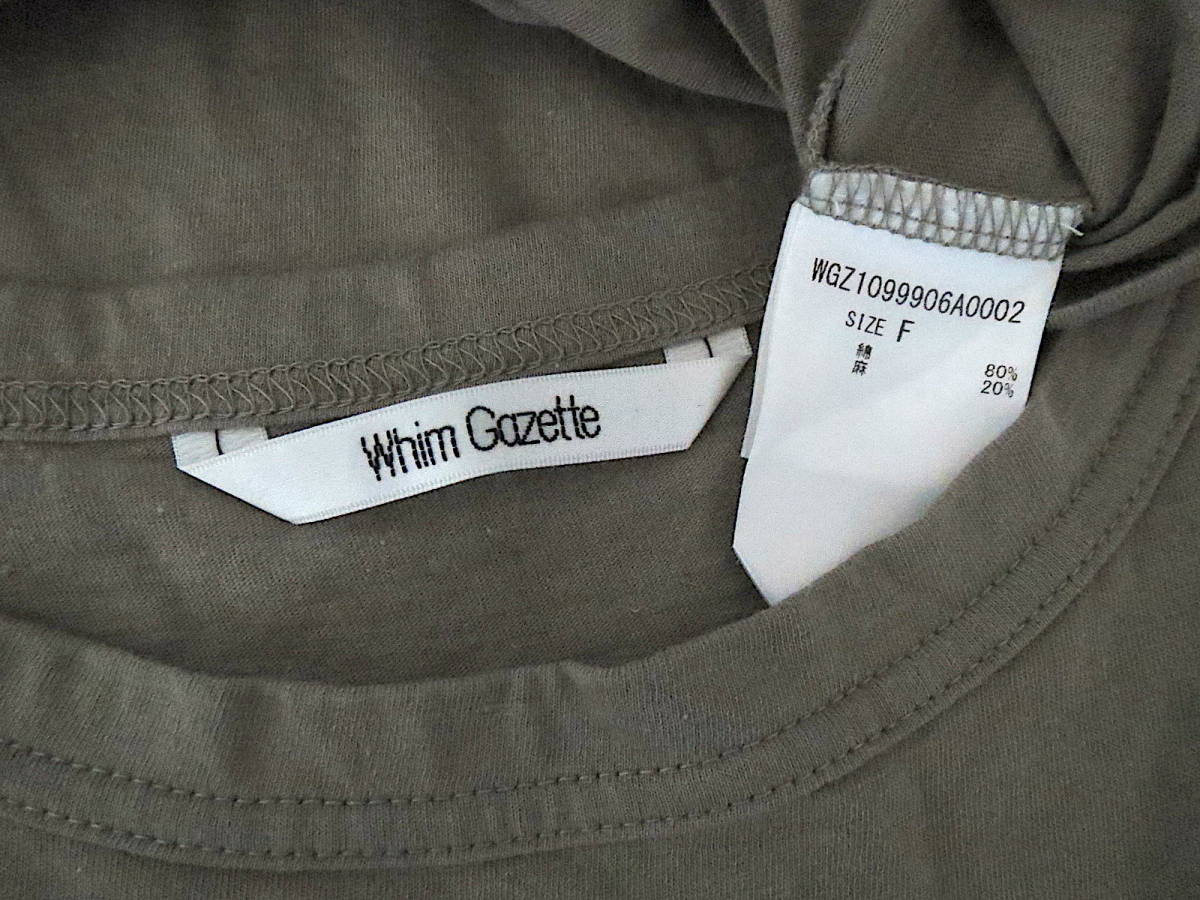 Whim Gazette
WGZ1099906A0002
SIZE F
綿 80%
麻 20%